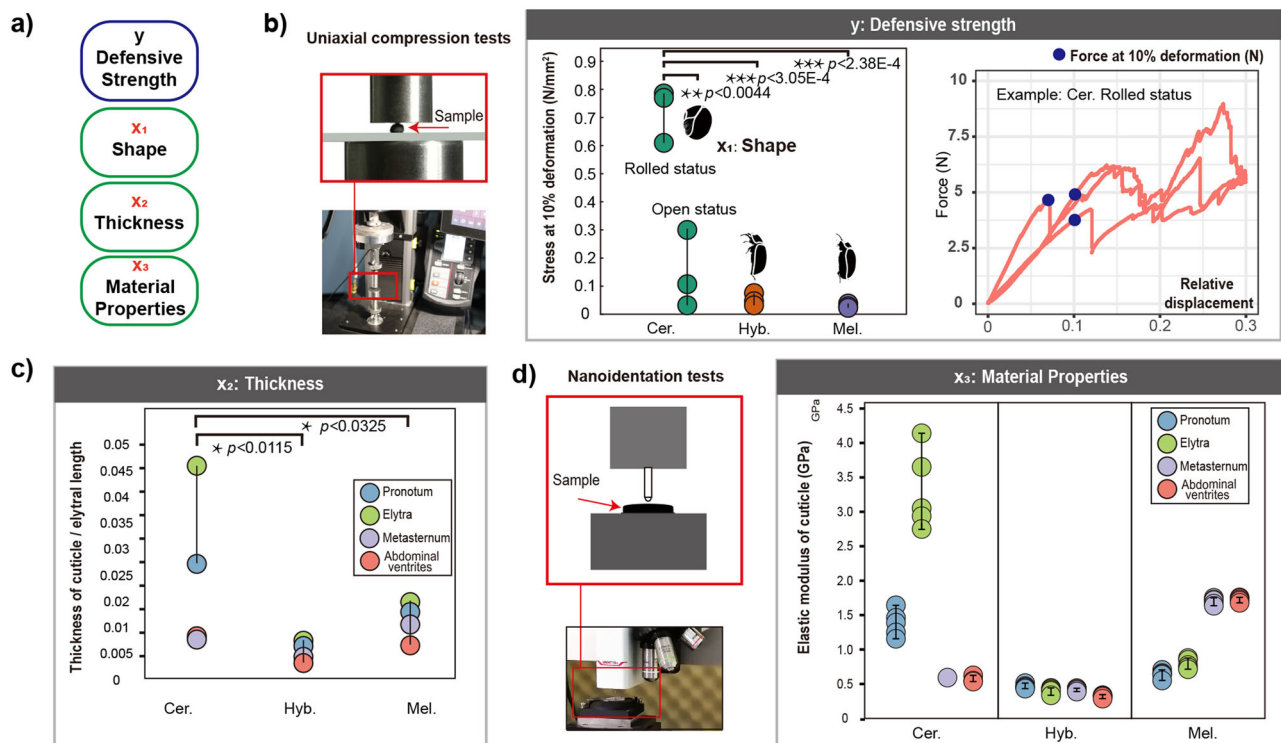 a)
y
Defensive
Strength
x₁
Shape
x₂
Thickness
x₃
Material
Properties
b)
Uniaxial compression tests
Sample
y: Defensive strength
Stress at 10% deformation (N/mm²)
0.9
0.8
0.7
0.6
0.5
0.4
0.3
0.2
0.1
0
*** p<2.38E-4
*** p<3.05E-4
** p<0.0044
x₁: Shape
Rolled status
Open status
Cer.
Hyb.
Mel.
Force at 10% deformation (N)
Example: Cer. Rolled status
Force (N)
10
7.5
5
2.5
0
Relative
displacement
0
0.1
0.2
0.3
c)
x₂: Thickness
Thickness of cuticle / elytral length
0.05
0.045
0.04
0.035
0.03
0.025
0.02
0.015
0.01
0.005
0
* p<0.0325
* p<0.0115
Pronotum
Elytra
Metasternum
Abdominal
ventrites
Cer.
Hyb.
Mel.
d)
Nanoidentation tests
Sample
x₃: Material Properties
Elastic modulus of cuticle (GPa)
GPa
4.5
4.0
3.5
3.0
2.5
2.0
1.5
1.0
0.5
0
Pronotum
Elytra
Metasternum
Abdominal
ventrites
Cer.
Hyb.
Mel.